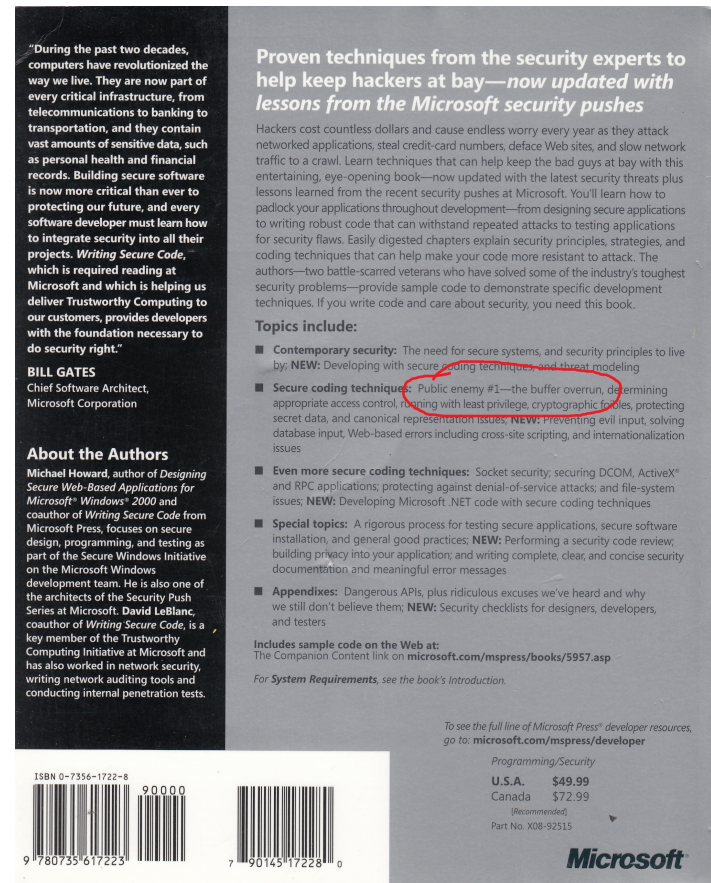 "During the past two decades,
computers have revolutionized the
way we live. They are now part of
every critical infrastructure, from
telecommunications to banking to
transportation, and they contain
vast amounts of sensitive data, such
as personal health and financial
records. Building secure software
is now more critical than ever to
protecting our future, and every
software developer must learn how
to integrate security into all their
projects. Writing Secure Code,
which is required reading at
Microsoft and which is helping us
deliver Trustworthy Computing to
our customers, provides developers
with the foundation necessary to
do security right."
BILL GATES
Chief Software Architect,
Microsoft Corporation
About the Authors
Michael Howard, author of Designing
Secure Web-Based Applications for
Microsoft® Windows® 2000 and
coauthor of Writing Secure Code from
Microsoft Press, focuses on secure
design, programming, and testing as
part of the Secure Windows Initiative
on the Microsoft Windows
development team. He is also one of
the architects of the Security Push
Series at Microsoft. David LeBlanc,
coauthor of Writing Secure Code, is a
key member of the Trustworthy
Computing Initiative at Microsoft and
has also worked in network security,
writing network auditing tools and
conducting internal penetration tests.
Proven techniques from the security experts to
help keep hackers at bay—now updated with
lessons from the Microsoft security pushes
Hackers cost countless dollars and cause endless worry every year as they attack
networked applications, steal credit-card numbers, deface Web sites, and slow network
traffic to a crawl. Learn techniques that can help keep the bad guys at bay with this
entertaining, eye-opening book—now updated with the latest security threats plus
lessons learned from the recent security pushes at Microsoft. You'll learn how to
padlock your applications throughout development—from designing secure applications
to writing robust code that can withstand repeated attacks to testing applications
for security flaws. Easily digested chapters explain security principles, strategies, and
coding techniques that can help make your code more resistant to attack. The
authors—two battle-scarred veterans who have solved some of the industry's toughest
security problems—provide sample code to demonstrate specific development
techniques. If you write code and care about security, you need this book.
Topics include:
■ Contemporary security: The need for secure systems, and security principles to live
by; NEW: Developing with secure coding techniques, and threat modeling
■ Secure coding techniques: Public enemy #1—the buffer overrun, determining
appropriate access control, running with least privilege, cryptographic foibles, protecting
secret data, and canonical representation issues; NEW: Preventing evil input, solving
database input, Web-based errors including cross-site scripting, and internationalization
issues
■ Even more secure coding techniques: Socket security; securing DCOM, ActiveX®
and RPC applications; protecting against denial-of-service attacks; and file-system
issues; NEW: Developing Microsoft .NET code with secure coding techniques
■ Special topics: A rigorous process for testing secure applications, secure software
installation, and general good practices; NEW: Performing a security code review;
building privacy into your application; and writing complete, clear, and concise security
documentation and meaningful error messages
■ Appendixes: Dangerous APIs, plus ridiculous excuses we've heard and why
we still don't believe them; NEW: Security checklists for designers, developers,
and testers
Includes sample code on the Web at:
The Companion Content link on microsoft.com/mspress/books/5957.asp
For System Requirements, see the book's Introduction.
To see the full line of Microsoft Press® developer resources,
go to: microsoft.com/mspress/developer
Programming/Security
U.S.A. $49.99
Canada $72.99
[Recommended]
Part No. X08-92515
ISBN 0-7356-1722-8
90000
9 780735 617223
7 90145 17228 0
Microsoft®